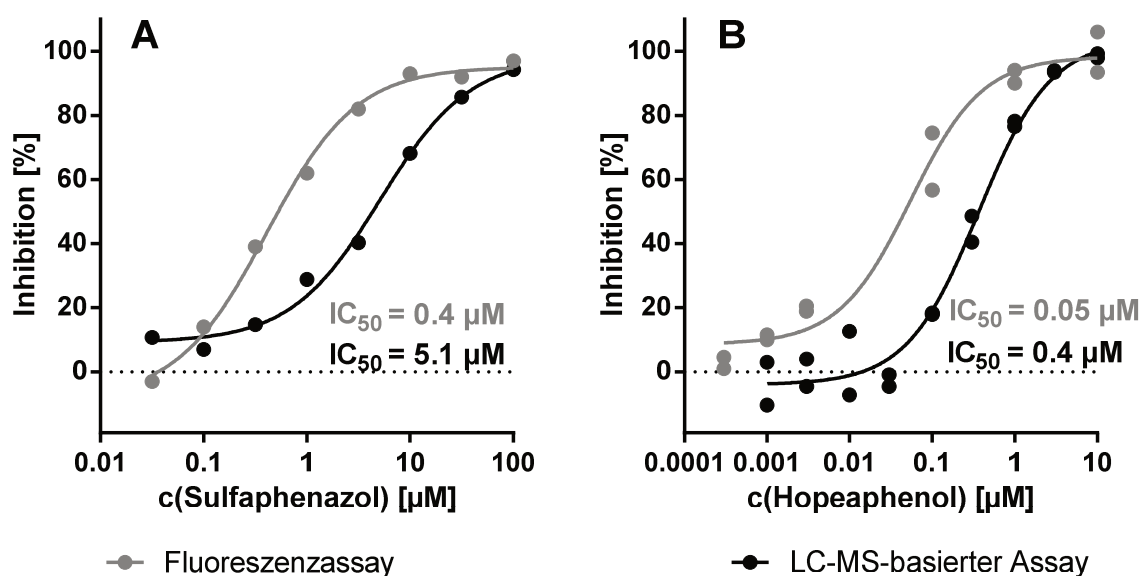 A
Inhibition [%]
100
80
60
40
20
0
IC50 = 0.4 µM
IC50 = 5.1 µM
0.01 0.1 1 10 100
c(Sulfaphenazol) [µM]
B
Inhibition [%]
100
80
60
40
20
0
IC50 = 0.05 µM
IC50 = 0.4 µM
0.0001 0.001 0.01 0.1 1 10
c(Hopeaphenol) [µM]
Fluoreszenzassay
LC-MS-basierter Assay